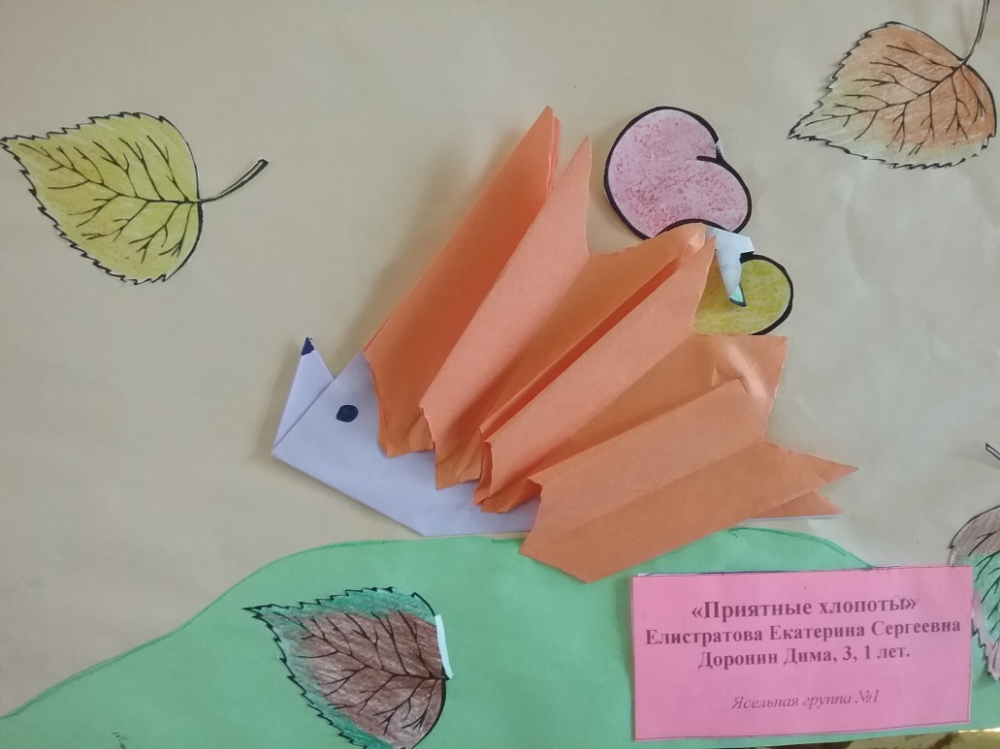 «Приятные хлопоты»
Елистратова Екатерина Сергеевна
Доронин Дима, 3, 1 лет.
Ясельная группа №1